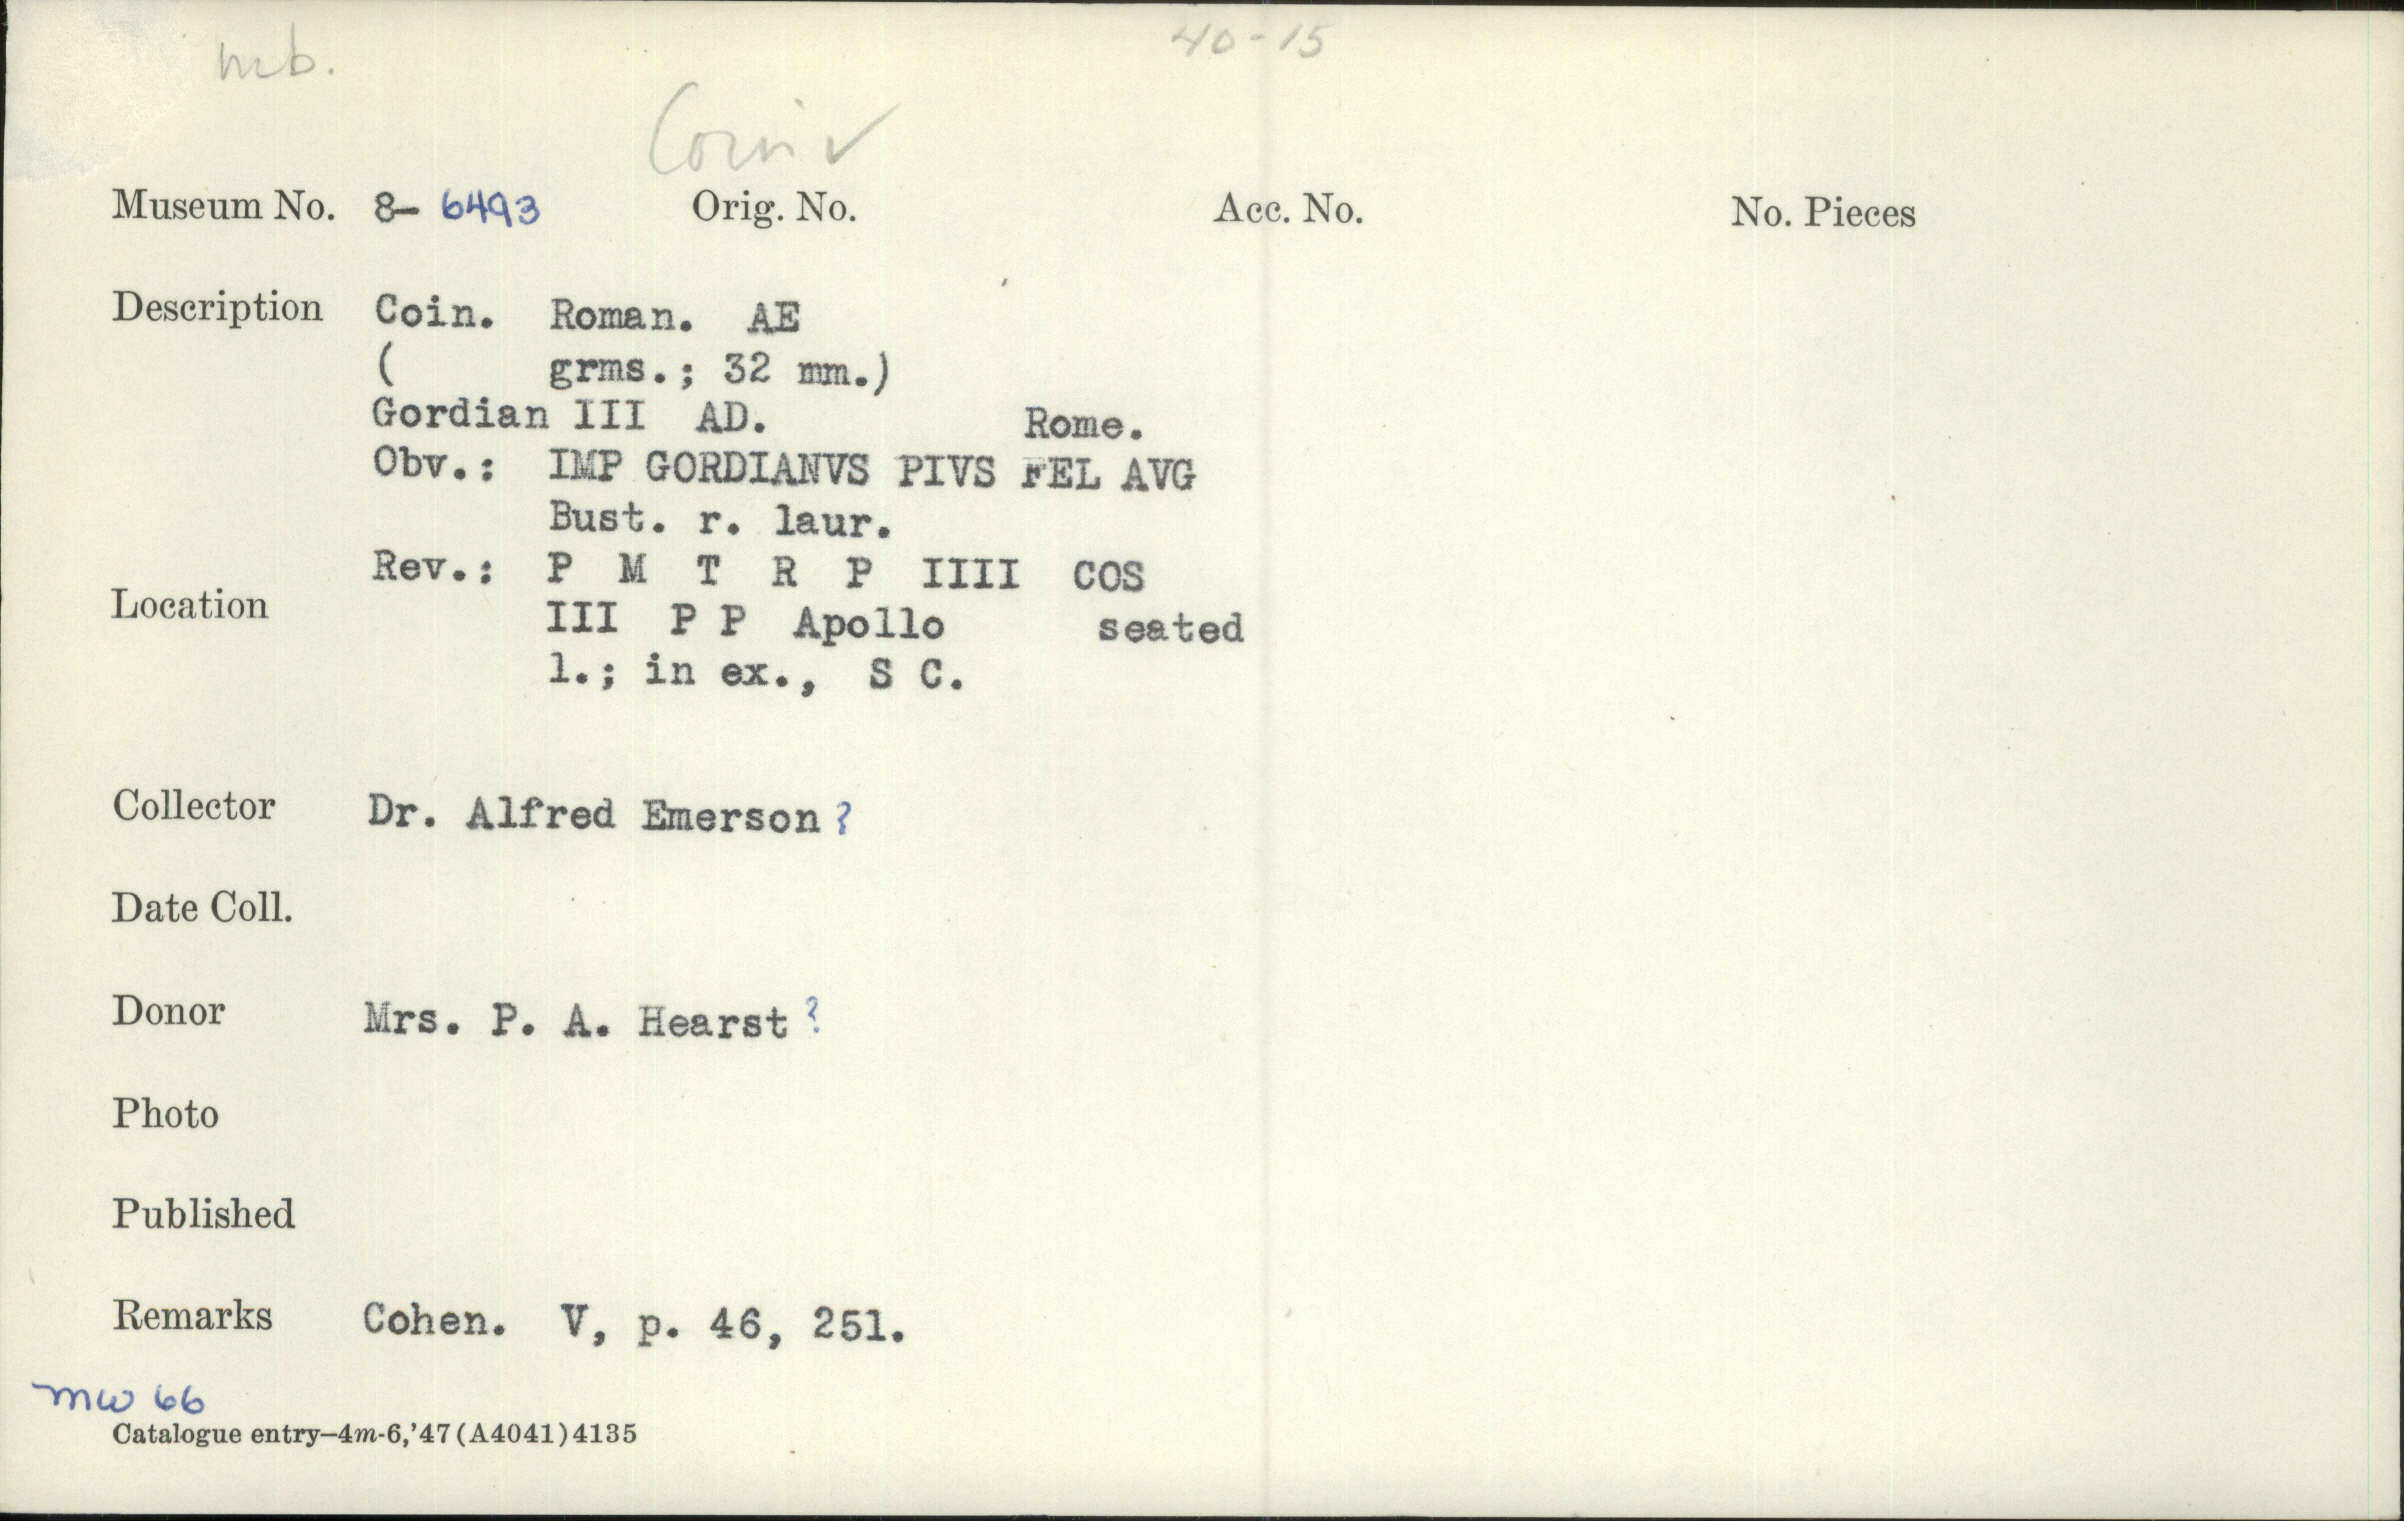 mb.
40-15
Coin ✓
Museum No. 8- 6493 Orig. No. Acc. No. No. Pieces
Description Coin. Roman. AE
( grms.; 32 mm.)
Gordian III AD. Rome.
Obv.: IMP GORDIANVS PIVS FEL AVG
Bust. r. laur.
Rev.: P M T R P IIII COS
Location
III P P Apollo seated
l.; in ex., S C.
Collector Dr. Alfred Emerson ?
Date Coll.
Donor Mrs. P. A. Hearst ?
Photo
Published
Remarks Cohen. V, p. 46, 251.
mw 66
Catalogue entry—4m-6,'47(A4041)4135